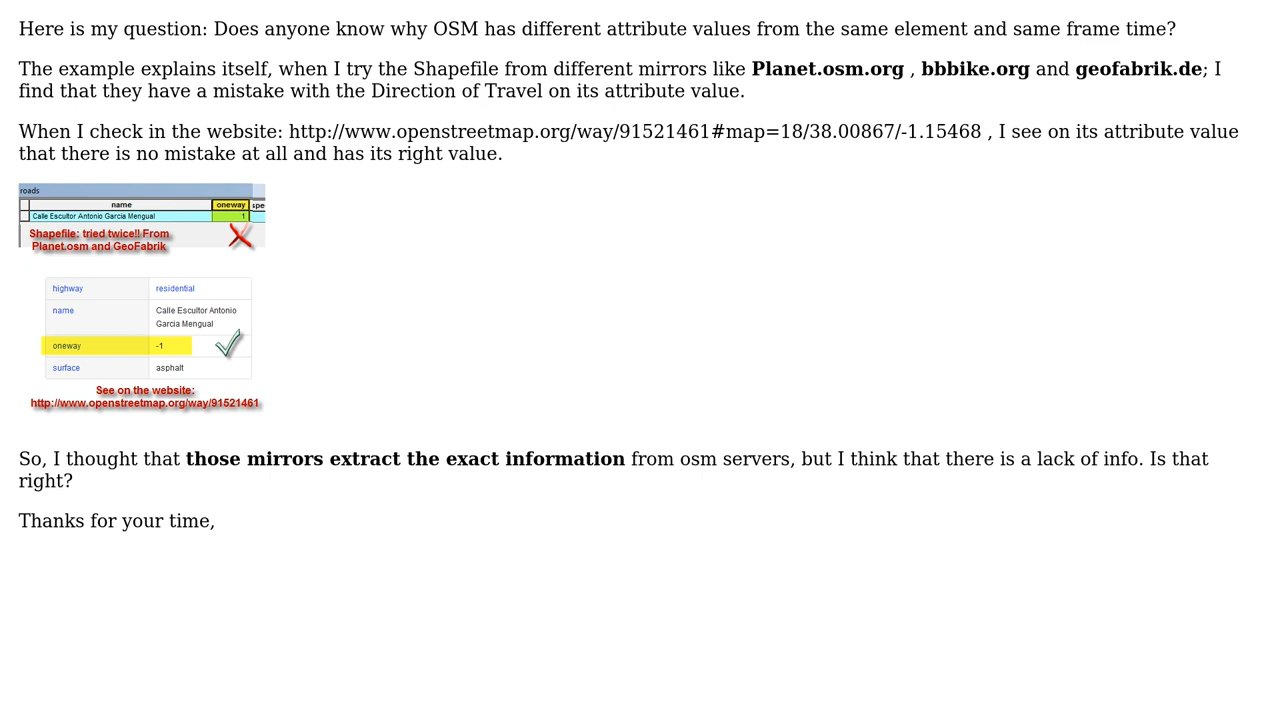 Here is my question: Does anyone know why OSM has different attribute values from the same element and same frame time?
The example explains itself, when I try the Shapefile from different mirrors like Planet.osm.org , bbbike.org and geofabrik.de; I
find that they have a mistake with the Direction of Travel on its attribute value.
When I check in the website: http://www.openstreetmap.org/way/91521461#map=18/38.00867/-1.15468 , I see on its attribute value
that there is no mistake at all and has its right value.
roads
name oneway spe
Calle Escultor Antonio Garcia Mengual 1
Shapefile: tried twice!! From
Planet.osm and GeoFabrik
highway residential
name Calle Escultor Antonio
Garcia Mengual
oneway -1
surface asphalt
See on the website:
http://www.openstreetmap.org/way/91521461
So, I thought that those mirrors extract the exact information from osm servers, but I think that there is a lack of info. Is that
right?
Thanks for your time,